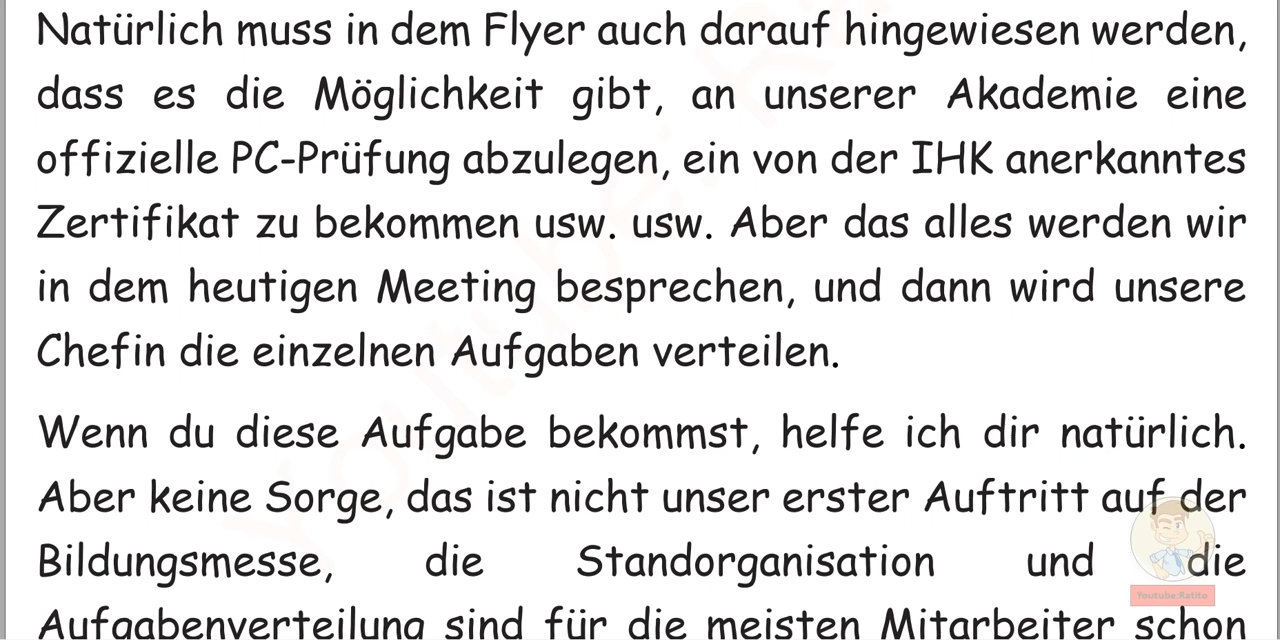 Natürlich muss in dem Flyer auch darauf hingewiesen werden,
dass es die Möglichkeit gibt, an unserer Akademie eine
offizielle PC-Prüfung abzulegen, ein von der IHK anerkanntes
Zertifikat zu bekommen usw. usw. Aber das alles werden wir
in dem heutigen Meeting besprechen, und dann wird unsere
Chefin die einzelnen Aufgaben verteilen.
Wenn du diese Aufgabe bekommst, helfe ich dir natürlich.
Aber keine Sorge, das ist nicht unser erster Auftritt auf der
Bildungsmesse, die Standorganisation und die
Aufgabenverteilung sind für die meisten Mitarbeiter schon
Youtube:Ratito